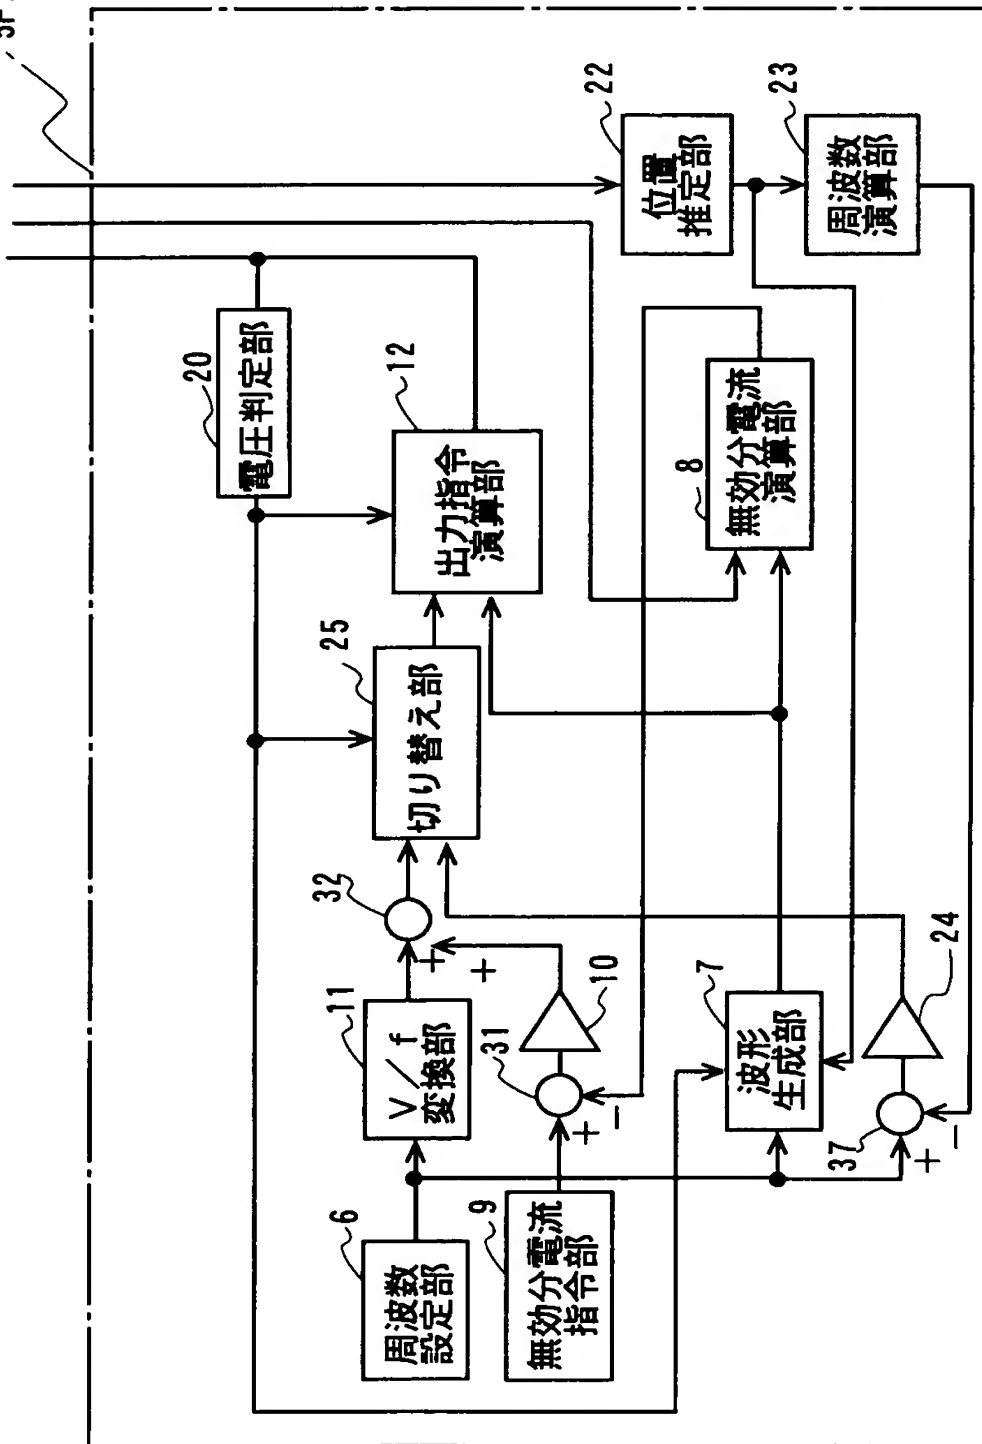 5F
20
電圧判定部
22
位置
推定部
23
周波数
演算部
12
出力指令
演算部
8
無効分電流
演算部
25
切り替え部
32
+
+
11
V/f
変換部
10
31
+
-
7
波形
生成部
24
37
+
-
6
周波数
設定部
9
無効分電流
指令部